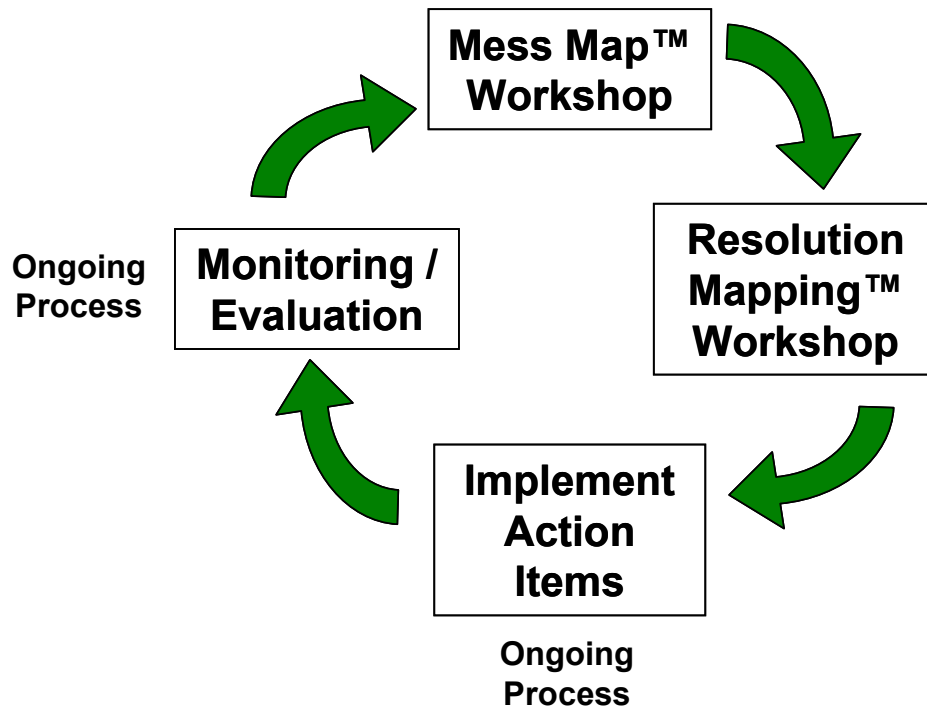 Mess Map™
Workshop
Resolution
Mapping™
Workshop
Implement
Action
Items
Ongoing
Process
Monitoring /
Evaluation
Ongoing
Process